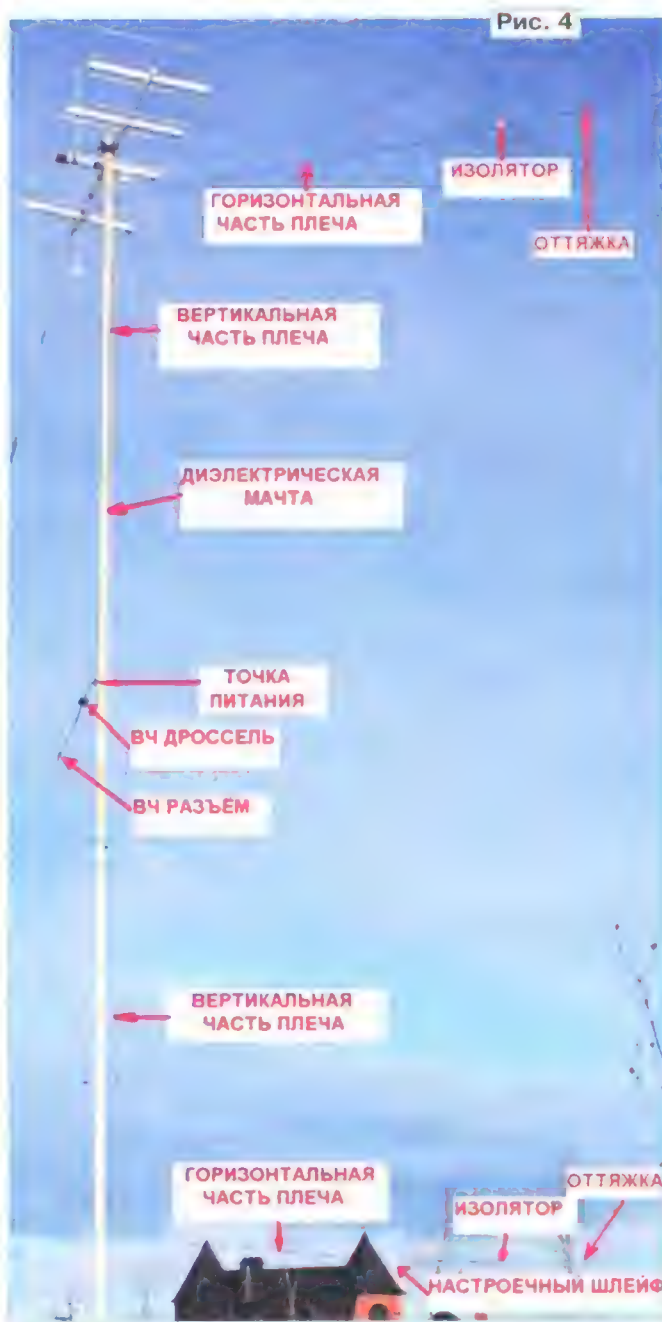 Рис. 4
ИЗОЛЯТОР
ГОРИЗОНТАЛЬНАЯ
ЧАСТЬ ПЛЕЧА
ОТТЯЖКА
ВЕРТИКАЛЬНАЯ
ЧАСТЬ ПЛЕЧА
ДИЭЛЕКТРИЧЕСКАЯ
МАЧТА
ТОЧКА
ПИТАНИЯ
ВЧ ДРОССЕЛЬ
ВЧ РАЗЪЁМ
ВЕРТИКАЛЬНАЯ
ЧАСТЬ ПЛЕЧА
ГОРИЗОНТАЛЬНАЯ
ЧАСТЬ ПЛЕЧА
ОТТЯЖКА
ИЗОЛЯТОР
НАСТРОЕЧНЫЙ ШЛЕЙФ